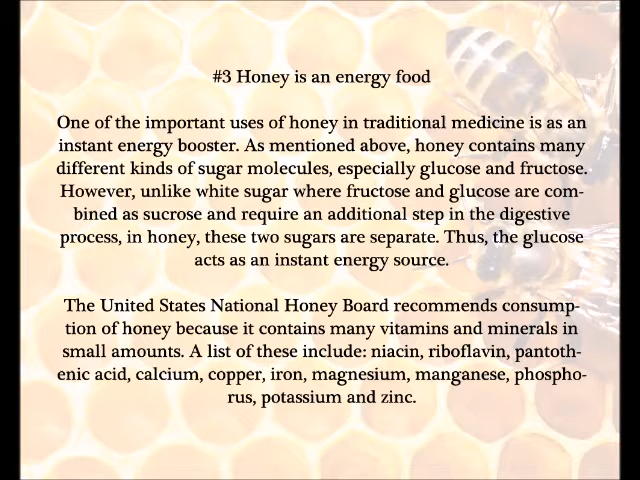 #3 Honey is an energy food
One of the important uses of honey in traditional medicine is as an
instant energy booster. As mentioned above, honey contains many
different kinds of sugar molecules, especially glucose and fructose.
However, unlike white sugar where fructose and glucose are com-
bined as sucrose and require an additional step in the digestive
process, in honey, these two sugars are separate. Thus, the glucose
acts as an instant energy source.
The United States National Honey Board recommends consump-
tion of honey because it contains many vitamins and minerals in
small amounts. A list of these include: niacin, riboflavin, pantoth-
enic acid, calcium, copper, iron, magnesium, manganese, phospho-
rus, potassium and zinc.